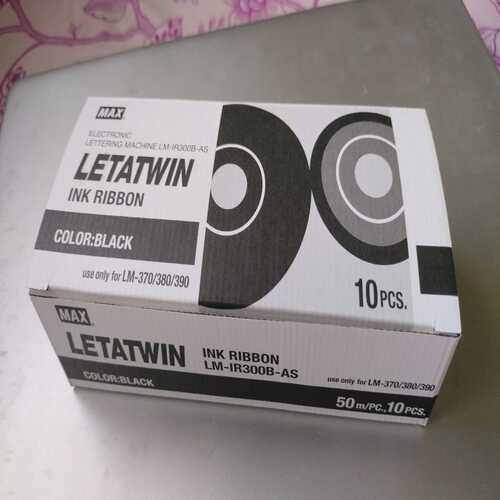 MAX
ELECTRONIC
LETTERING MACHINE LM-IR300B-AS
LETATWIN
INK RIBBON
COLOR:BLACK
use only for LM-370/380/390
10PCS.
MAX
LETATWIN
INK RIBBON
LM-IR300B-AS
COLOR:BLACK
use only for LM-370/380/390
50m/PC.,10PCS.